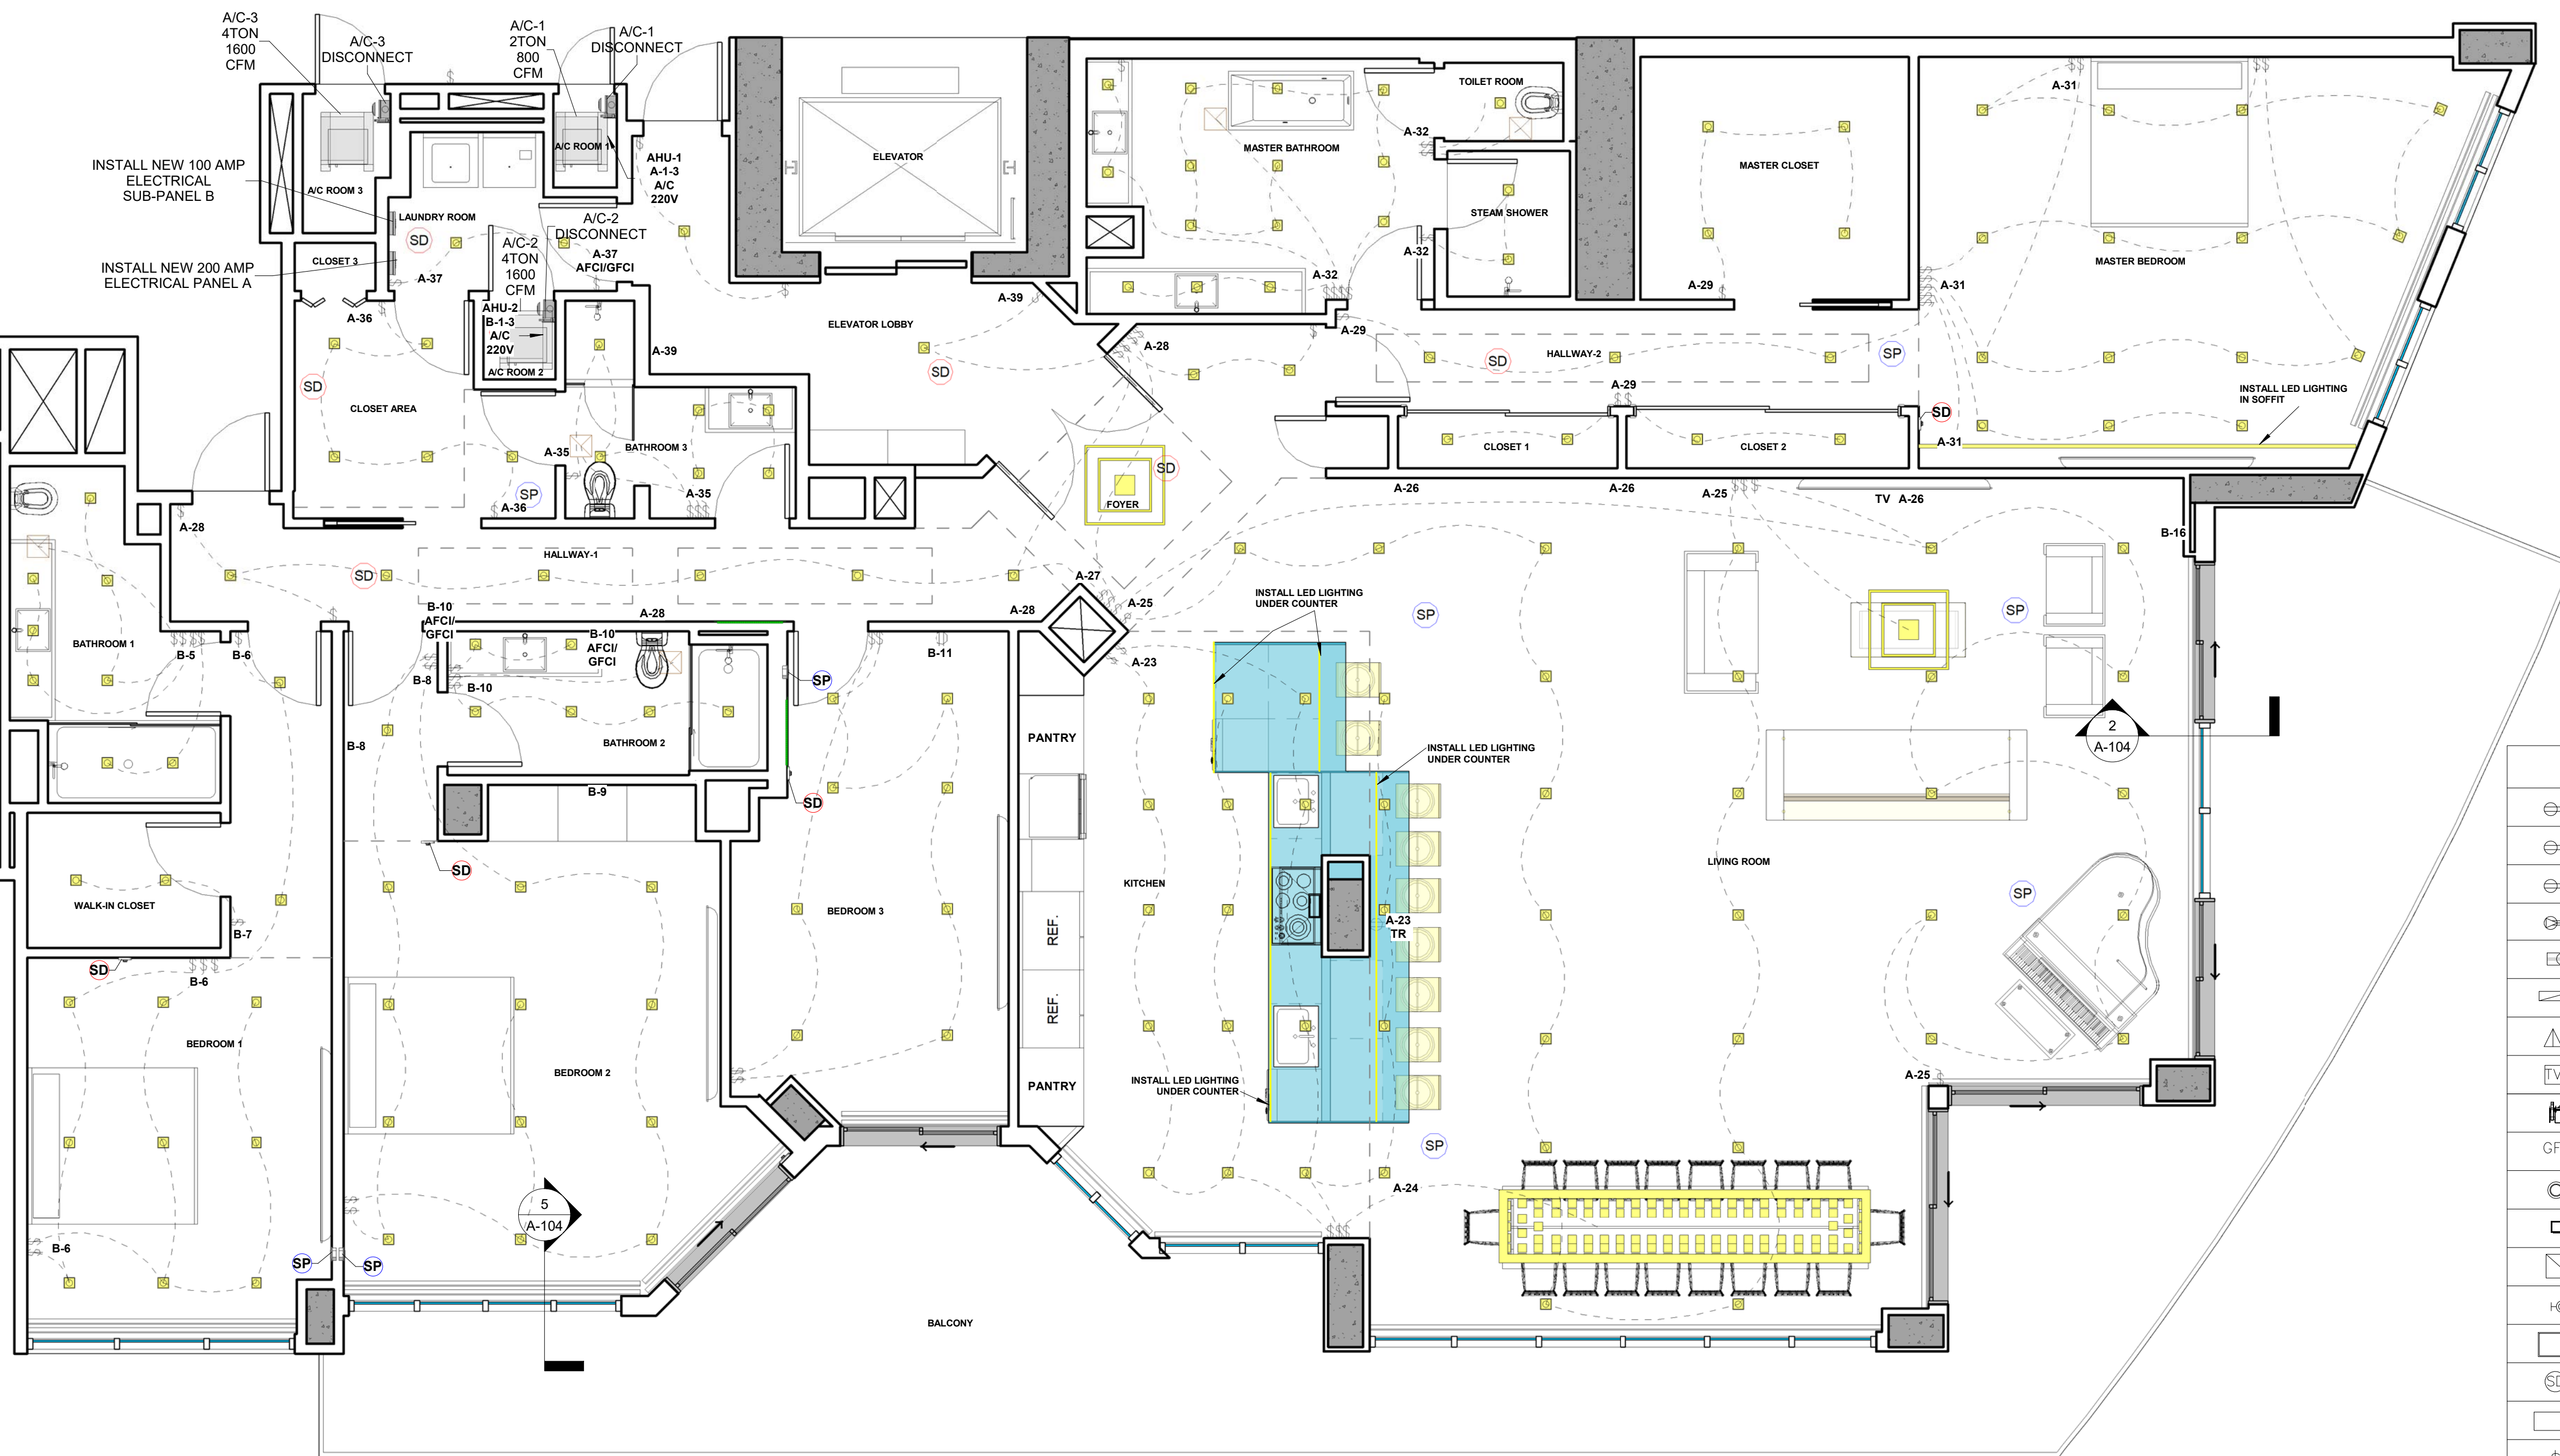 A/C-3
4TON
1600
CFM
A/C-3
DISCONNECT
A/C-1
2TON
800
CFM
A/C-1
DISCONNECT
INSTALL NEW 100 AMP
ELECTRICAL
SUB-PANEL B
INSTALL NEW 200 AMP
ELECTRICAL PANEL A
A/C ROOM 3
A/C ROOM 1
AHU-1
A-1-3
A/C
220V
LAUNDRY ROOM
SD
A-37
CLOSET 3
A/C-2
DISCONNECT
A/C-2
4TON
1600
CFM
A-37
AFCI/GFCI
AHU-2
B-1-3
A/C
220V
A/C ROOM 2
A-36
SD
CLOSET AREA
A-39
ELEVATOR
ELEVATOR LOBBY
A-39
SD
A-28
BATHROOM 3
A-35
A-35
SP
A-36
MASTER BATHROOM
TOILET ROOM
A-32
STEAM SHOWER
A-32
A-32
A-29
MASTER CLOSET
A-29
HALLWAY-2
SD
SP
A-29
CLOSET 1
CLOSET 2
A-31
MASTER BEDROOM
A-31
INSTALL LED LIGHTING
IN SOFFIT
SD
A-31
SD
FOYER
A-26
A-26
A-25
TV A-26
B-16
A-28
HALLWAY-1
SD
A-27
A-25
A-28
A-28
A-23
B-10
AFCI/
GFCI
B-10
AFCI/
GFCI
BATHROOM 1
B-5
B-6
B-8
B-10
B-8
BATHROOM 2
B-9
SP
SD
SD
B-11
BEDROOM 3
WALK-IN CLOSET
B-7
SD
B-6
BEDROOM 1
B-6
SP
SP
BEDROOM 2
5
A-104
BALCONY
PANTRY
REF.
REF.
PANTRY
KITCHEN
INSTALL LED LIGHTING
UNDER COUNTER
INSTALL LED LIGHTING
UNDER COUNTER
INSTALL LED LIGHTING
UNDER COUNTER
A-23
TR
SP
SP
SP
SP
LIVING ROOM
2
A-104
A-25
A-24
TV
GF